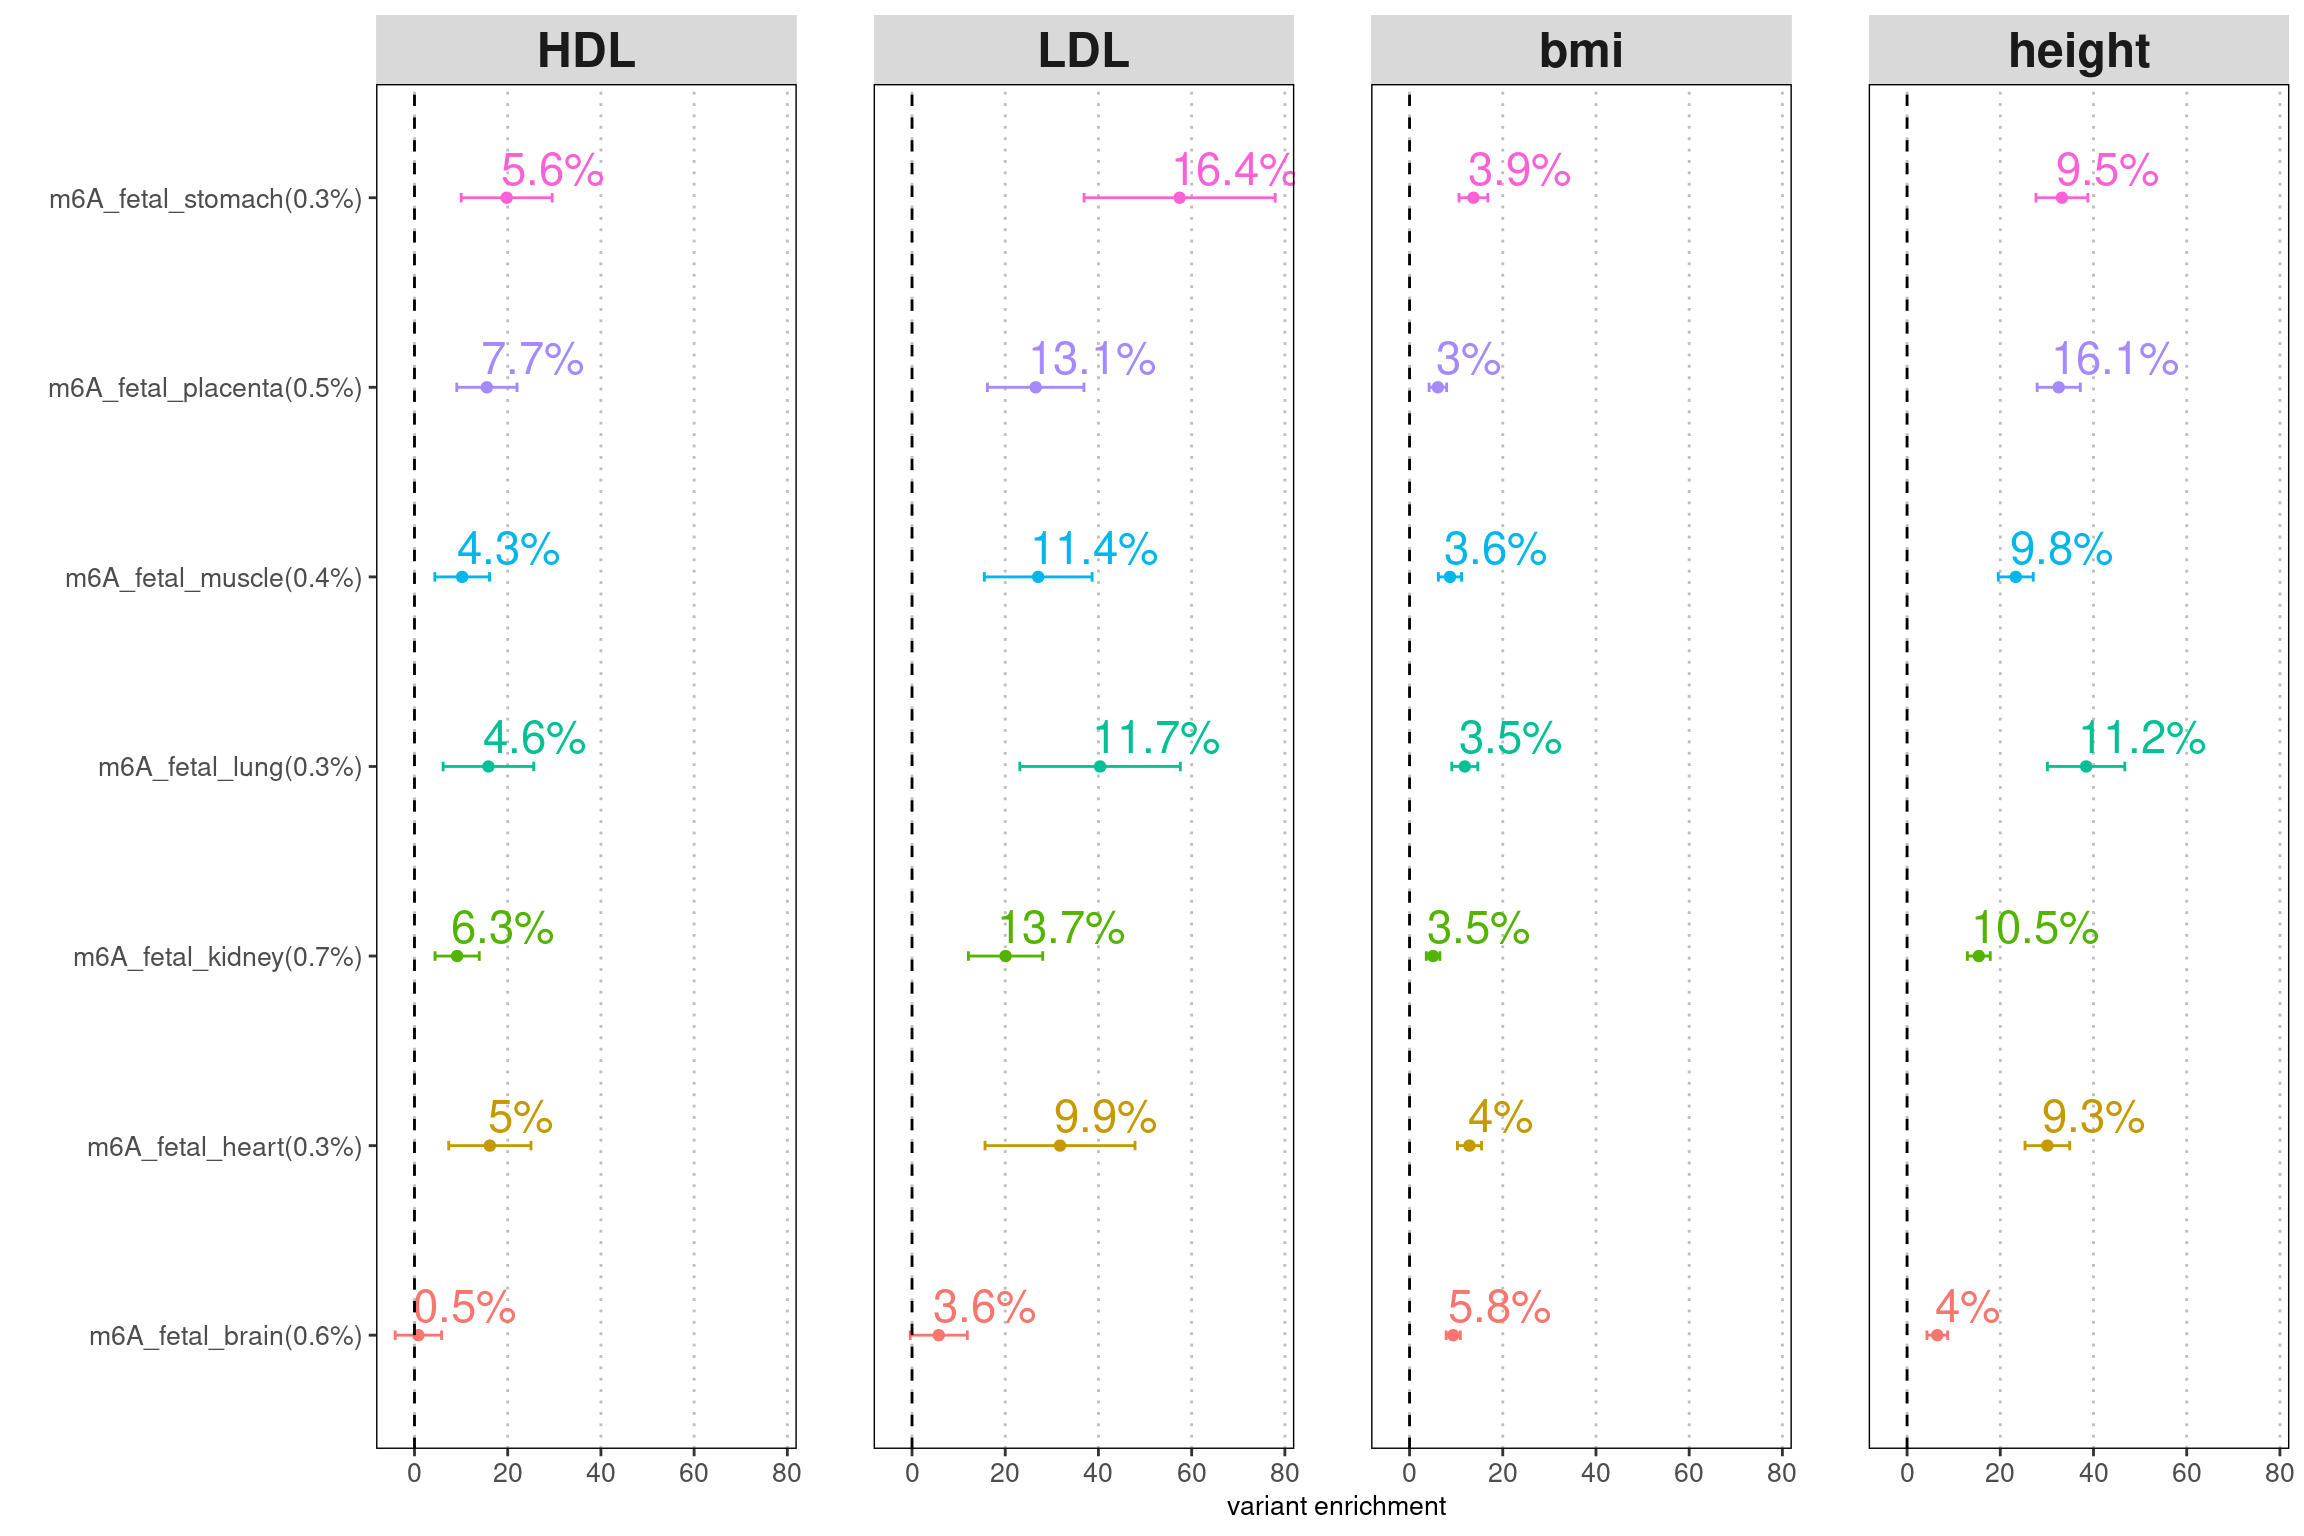 HDL LDL bmi height
m6A_fetal_stomach(0.3%) 5.6% 16.4% 3.9% 9.5%
m6A_fetal_placenta(0.5%) 7.7% 13.1% 3% 16.1%
m6A_fetal_muscle(0.4%) 4.3% 11.4% 3.6% 9.8%
m6A_fetal_lung(0.3%) 4.6% 11.7% 3.5% 11.2%
m6A_fetal_kidney(0.7%) 6.3% 13.7% 3.5% 10.5%
m6A_fetal_heart(0.3%) 5% 9.9% 4% 9.3%
m6A_fetal_brain(0.6%) 0.5% 3.6% 5.8% 4%
0 20 40 60 80 0 20 40 60 80 0 20 40 60 80 0 20 40 60 80
variant enrichment